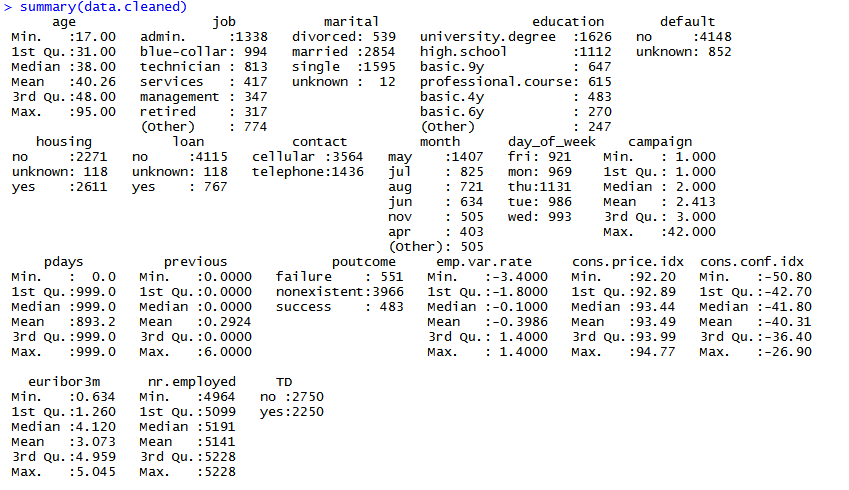 > summary(data.cleaned)
age job marital education default
Min. :17.00 admin. :1338 divorced: 539 university.degree :1626 no :4148
1st Qu.:31.00 blue-collar: 994 married :2854 high.school :1112 unknown: 852
Median :38.00 technician : 813 single :1595 basic.9y : 647
Mean :40.26 services : 417 unknown : 12 professional.course: 615
3rd Qu.:48.00 management : 347 basic.4y : 483
Max. :95.00 retired : 317 basic.6y : 270
(Other) : 774 (Other) : 247
housing loan contact month day_of_week campaign
no :2271 no :4115 cellular :3564 may :1407 fri: 921 Min. : 1.000
unknown: 118 unknown: 118 telephone:1436 jul : 825 mon: 969 1st Qu.: 1.000
yes :2611 yes : 767 aug : 721 thu:1131 Median : 2.000
jun : 634 tue: 986 Mean : 2.413
nov : 505 wed: 993 3rd Qu.: 3.000
apr : 403 Max. :42.000
(Other): 505
pdays previous poutcome emp.var.rate cons.price.idx cons.conf.idx
Min. : 0.0 Min. :0.0000 failure : 551 Min. :-3.4000 Min. :92.20 Min. :-50.80
1st Qu.:999.0 1st Qu.:0.0000 nonexistent:3966 1st Qu.:-1.8000 1st Qu.:92.89 1st Qu.:-42.70
Median :999.0 Median :0.0000 success : 483 Median :-0.1000 Median :93.44 Median :-41.80
Mean :893.2 Mean :0.2924 Mean :-0.3986 Mean :93.49 Mean :-40.31
3rd Qu.:999.0 3rd Qu.:0.0000 3rd Qu.: 1.4000 3rd Qu.:93.99 3rd Qu.:-36.40
Max. :999.0 Max. :6.0000 Max. : 1.4000 Max. :94.77 Max. :-26.90
euribor3m nr.employed TD
Min. :0.634 Min. :4964 no :2750
1st Qu.:1.260 1st Qu.:5099 yes:2250
Median :4.120 Median :5191
Mean :3.073 Mean :5141
3rd Qu.:4.959 3rd Qu.:5228
Max. :5.045 Max. :5228